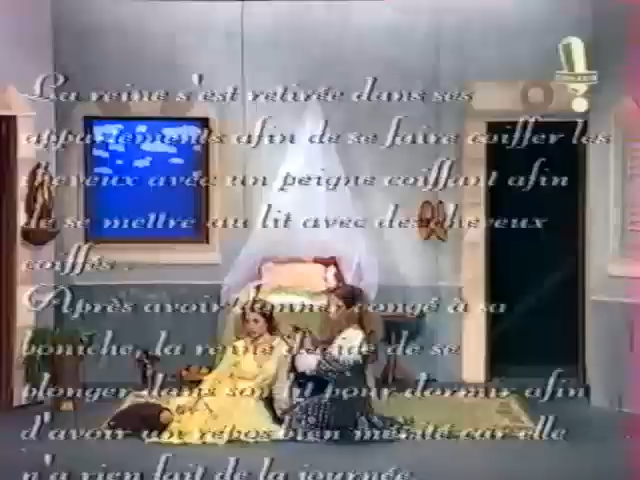 La reine s'est retirée dans ses
appartements afin de se faire coiffer les
cheveux avec un peigne coiffant afin
de se mettre au lit avec des cheveux
coiffés.
Après avoir donner congé à sa
boniche, la reine décide de se
plonger dans son lit pour dormir afin
d'avoir un repos bien mérité car elle
n'a rien fait de la journée